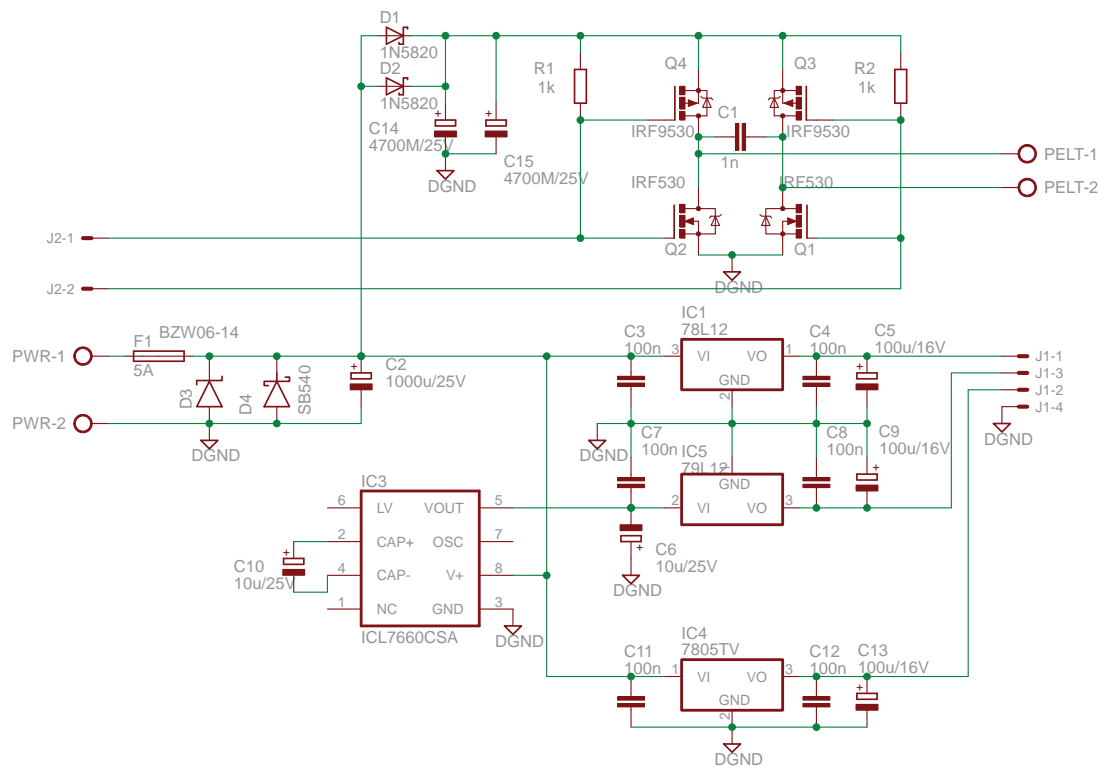 D1
1N5820
D2
1N5820
C14
4700M/25V
C15
4700M/25V
DGND
R1
1k
Q4
IRF9530
C1
1n
Q3
IRF9530
R2
1k
PELT-1
PELT-2
IRF530
IRF530
Q2
Q1
DGND
J2-1
J2-2
PWR-1
F1
5A
BZW06-14
D3
D4
SB540
C2
1000u/25V
PWR-2
DGND
C3
100n
IC1
78L12
3
VI
VO
1
GND
2
C4
100n
C5
100u/16V
J1-1
J1-3
J1-2
J1-4
DGND
DGND
C7
100n
IC5
79L12
1
GND
2
VI
VO
3
C8
100n
C9
100u/16V
C6
10u/25V
DGND
IC3
6
LV
VOUT
5
2
CAP+
OSC
7
4
CAP-
V+
8
1
NC
GND
3
ICL7660CSA
C10
10u/25V
DGND
C11
100n
IC4
7805TV
1
VI
VO
3
GND
2
C12
100n
C13
100u/16V
DGND